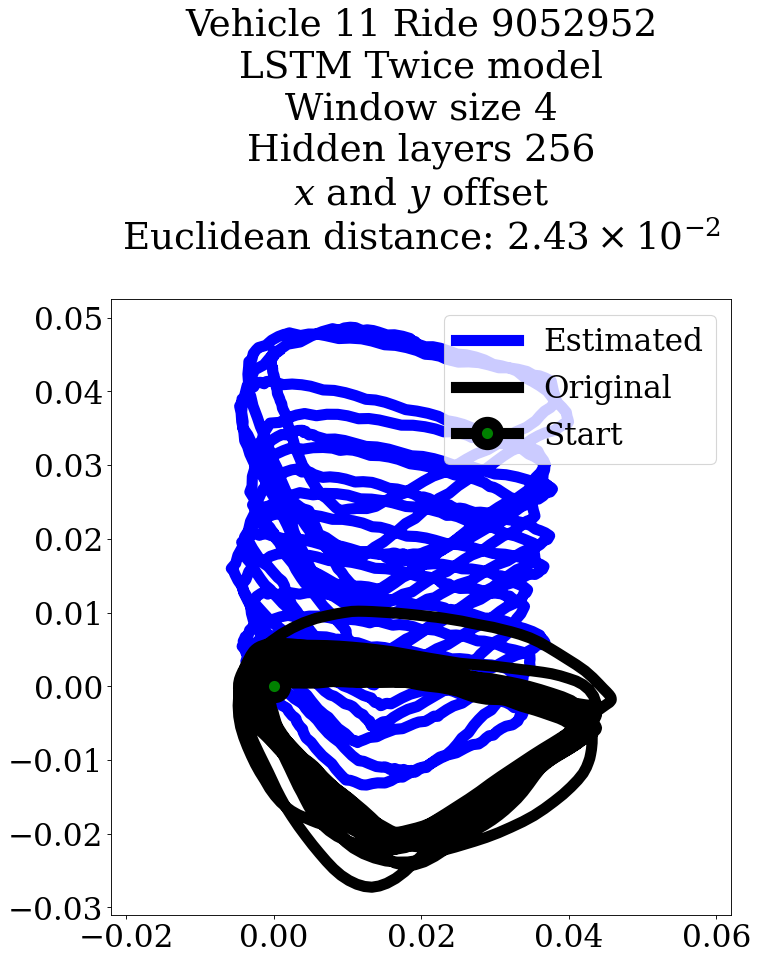 Vehicle 11 Ride 9052952
LSTM Twice model
Window size 4
Hidden layers 256
x and y offset
Euclidean distance: 2.43 × 10⁻²
Estimated
Original
Start
0.05
0.04
0.03
0.02
0.01
0.00
−0.01
−0.02
−0.03
−0.02 0.00 0.02 0.04 0.06